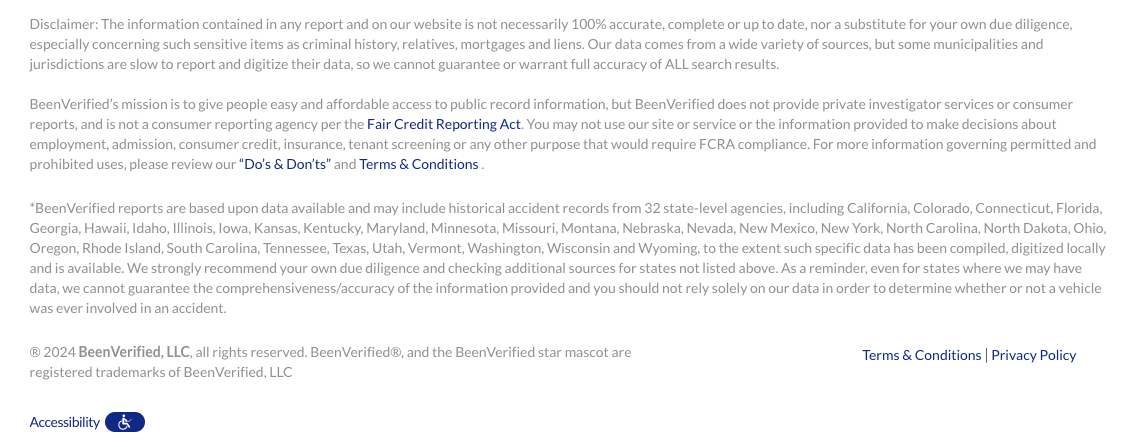 Disclaimer: The information contained in any report and on our website is not necessarily 100% accurate, complete or up to date, nor a substitute for your own due diligence,
especially concerning such sensitive items as criminal history, relatives, mortgages and liens. Our data comes from a wide variety of sources, but some municipalities and
jurisdictions are slow to report and digitize their data, so we cannot guarantee or warrant full accuracy of ALL search results.
BeenVerified’s mission is to give people easy and affordable access to public record information, but BeenVerified does not provide private investigator services or consumer
reports, and is not a consumer reporting agency per the Fair Credit Reporting Act. You may not use our site or service or the information provided to make decisions about
employment, admission, consumer credit, insurance, tenant screening or any other purpose that would require FCRA compliance. For more information governing permitted and
prohibited uses, please review our “Do’s & Don’ts” and Terms & Conditions .
*BeenVerified reports are based upon data available and may include historical accident records from 32 state-level agencies, including California, Colorado, Connecticut, Florida,
Georgia, Hawaii, Idaho, Illinois, Iowa, Kansas, Kentucky, Maryland, Minnesota, Missouri, Montana, Nebraska, Nevada, New Mexico, New York, North Carolina, North Dakota, Ohio,
Oregon, Rhode Island, South Carolina, Tennessee, Texas, Utah, Vermont, Washington, Wisconsin and Wyoming, to the extent such specific data has been compiled, digitized locally
and is available. We strongly recommend your own due diligence and checking additional sources for states not listed above. As a reminder, even for states where we may have
data, we cannot guarantee the comprehensiveness/accuracy of the information provided and you should not rely solely on our data in order to determine whether or not a vehicle
was ever involved in an accident.
® 2024 BeenVerified, LLC, all rights reserved. BeenVerified®, and the BeenVerified star mascot are
registered trademarks of BeenVerified, LLC
Terms & Conditions | Privacy Policy
Accessibility